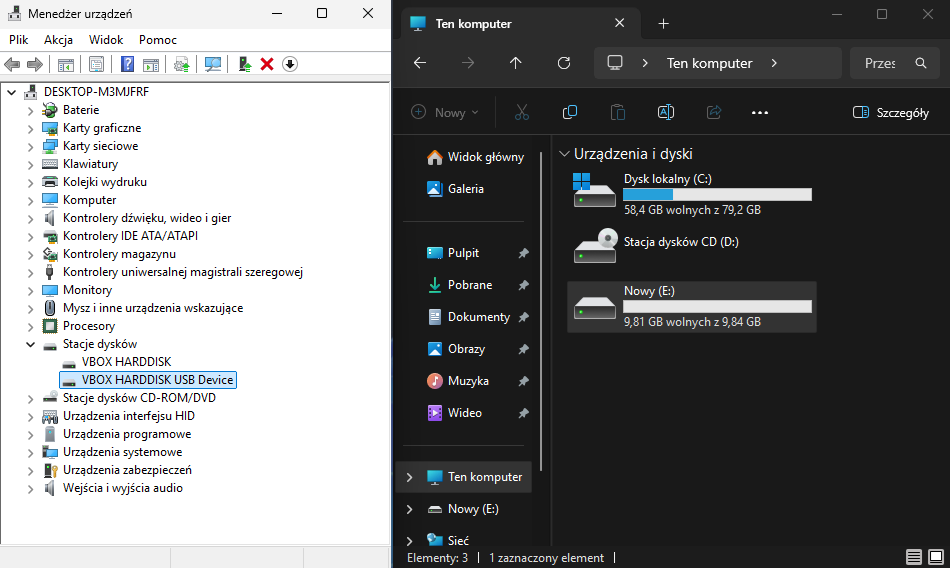 Menedżer urządzeń
Plik Akcja Widok Pomoc
DESKTOP-M3MJFRF
Baterie
Karty graficzne
Karty sieciowe
Klawiatury
Kolejki wydruku
Komputer
Kontrolery dźwięku, wideo i gier
Kontrolery IDE ATA/ATAPI
Kontrolery magazynu
Kontrolery uniwersalnej magistrali szeregowej
Monitory
Mysz i inne urządzenia wskazujące
Procesory
Stacje dysków
VBOX HARDDISK
VBOX HARDDISK USB Device
Stacje dysków CD-ROM/DVD
Urządzenia interfejsu HID
Urządzenia programowe
Urządzenia systemowe
Urządzenia zabezpieczeń
Wejścia i wyjścia audio
Ten komputer
Ten komputer
Przes
Nowy
Szczegóły
Widok główny
Galeria
Pulpit
Pobrane
Dokumenty
Obrazy
Muzyka
Wideo
Ten komputer
Nowy (E:)
Sieć
Urządzenia i dyski
Dysk lokalny (C:)
58,4 GB wolnych z 79,2 GB
Stacja dysków CD (D:)
Nowy (E:)
9,81 GB wolnych z 9,84 GB
Elementy: 3 1 zaznaczony element